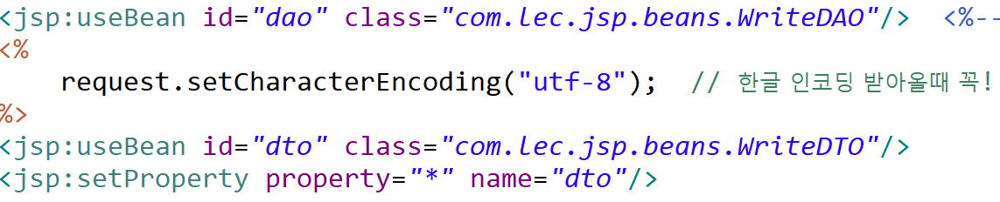 <jsp:useBean id="dao" class="com.lec.jsp.beans.WriteDAO"/>  <%--
<%
    request.setCharacterEncoding("utf-8");  // 한글 인코딩 받아올때 꼭!
%>
<jsp:useBean id="dto" class="com.lec.jsp.beans.WriteDTO"/>
<jsp:setProperty property="*" name="dto"/>